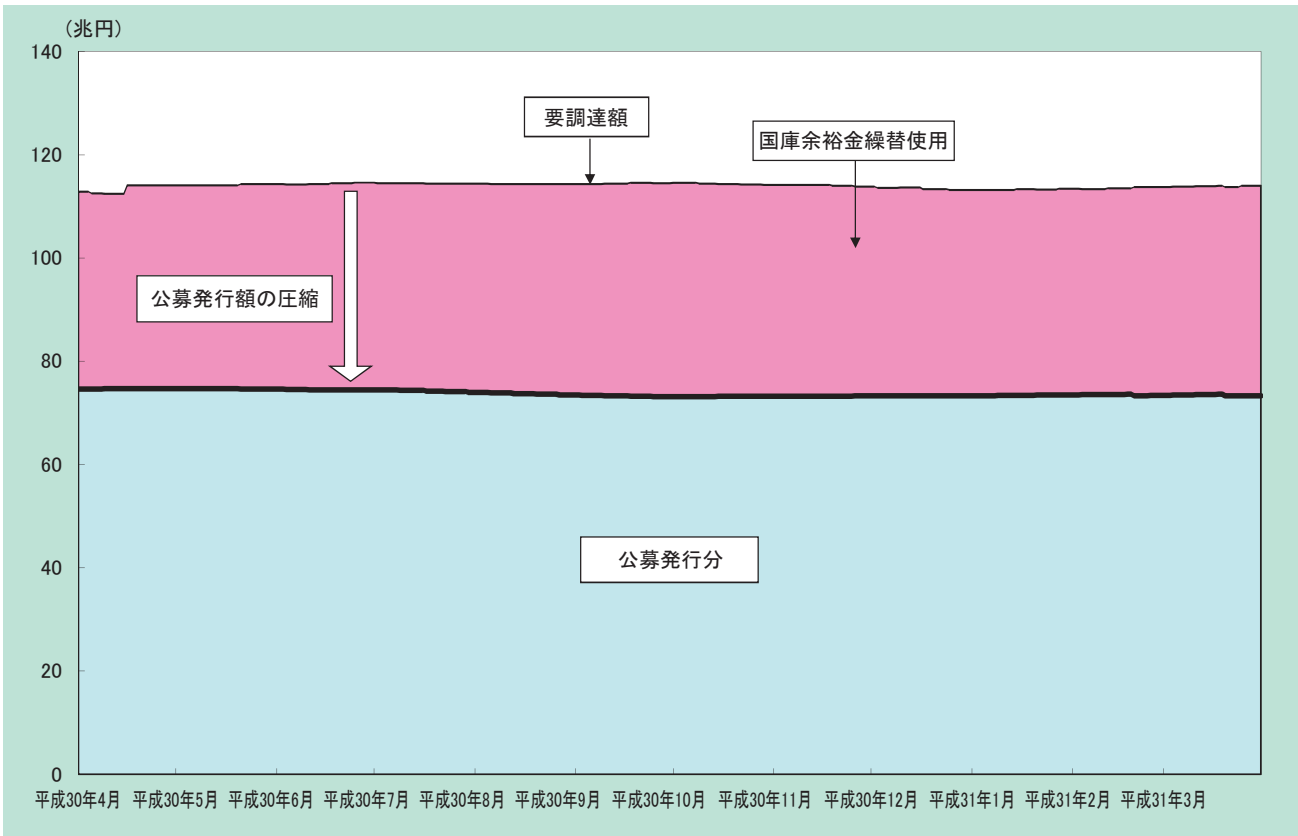 (兆円)
140
120
100
80
60
40
20
0
要調達額
国庫余裕金繰替使用
公募発行額の圧縮
公募発行分
平成30年4月 平成30年5月 平成30年6月 平成30年7月 平成30年8月 平成30年9月 平成30年10月 平成30年11月 平成30年12月 平成31年1月 平成31年2月 平成31年3月